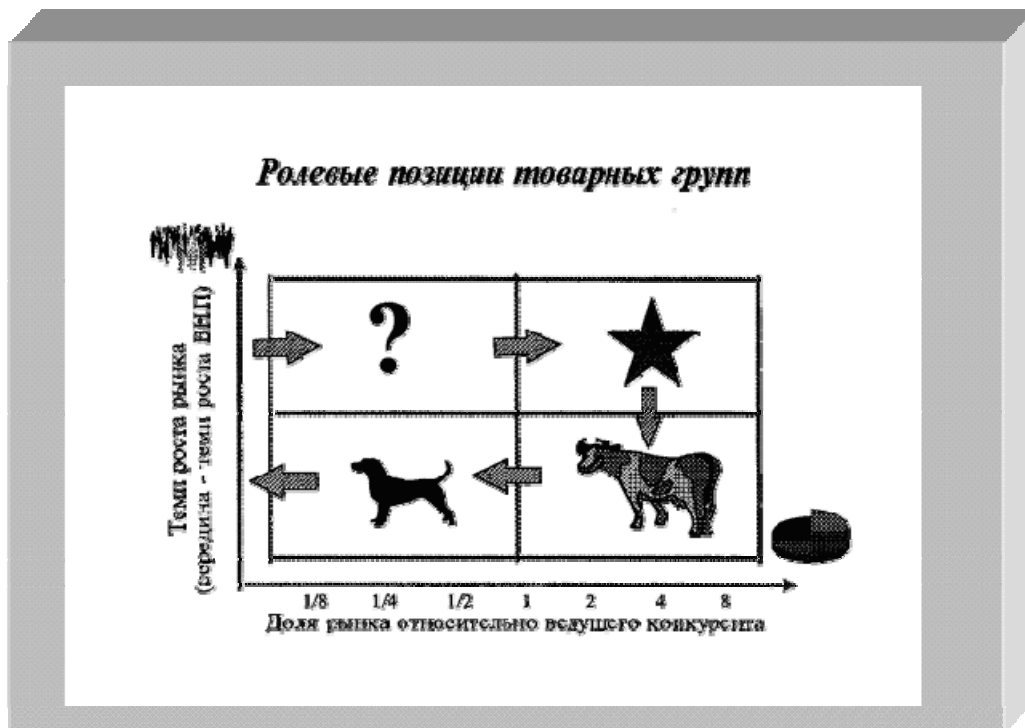 Ролевые позиции товарных групп
Темп роста рынка
(середина - темп роста ВНП)
?
1/8 1/4 1/2 1 2 4 8
Доля рынка относительно ведущего конкурента